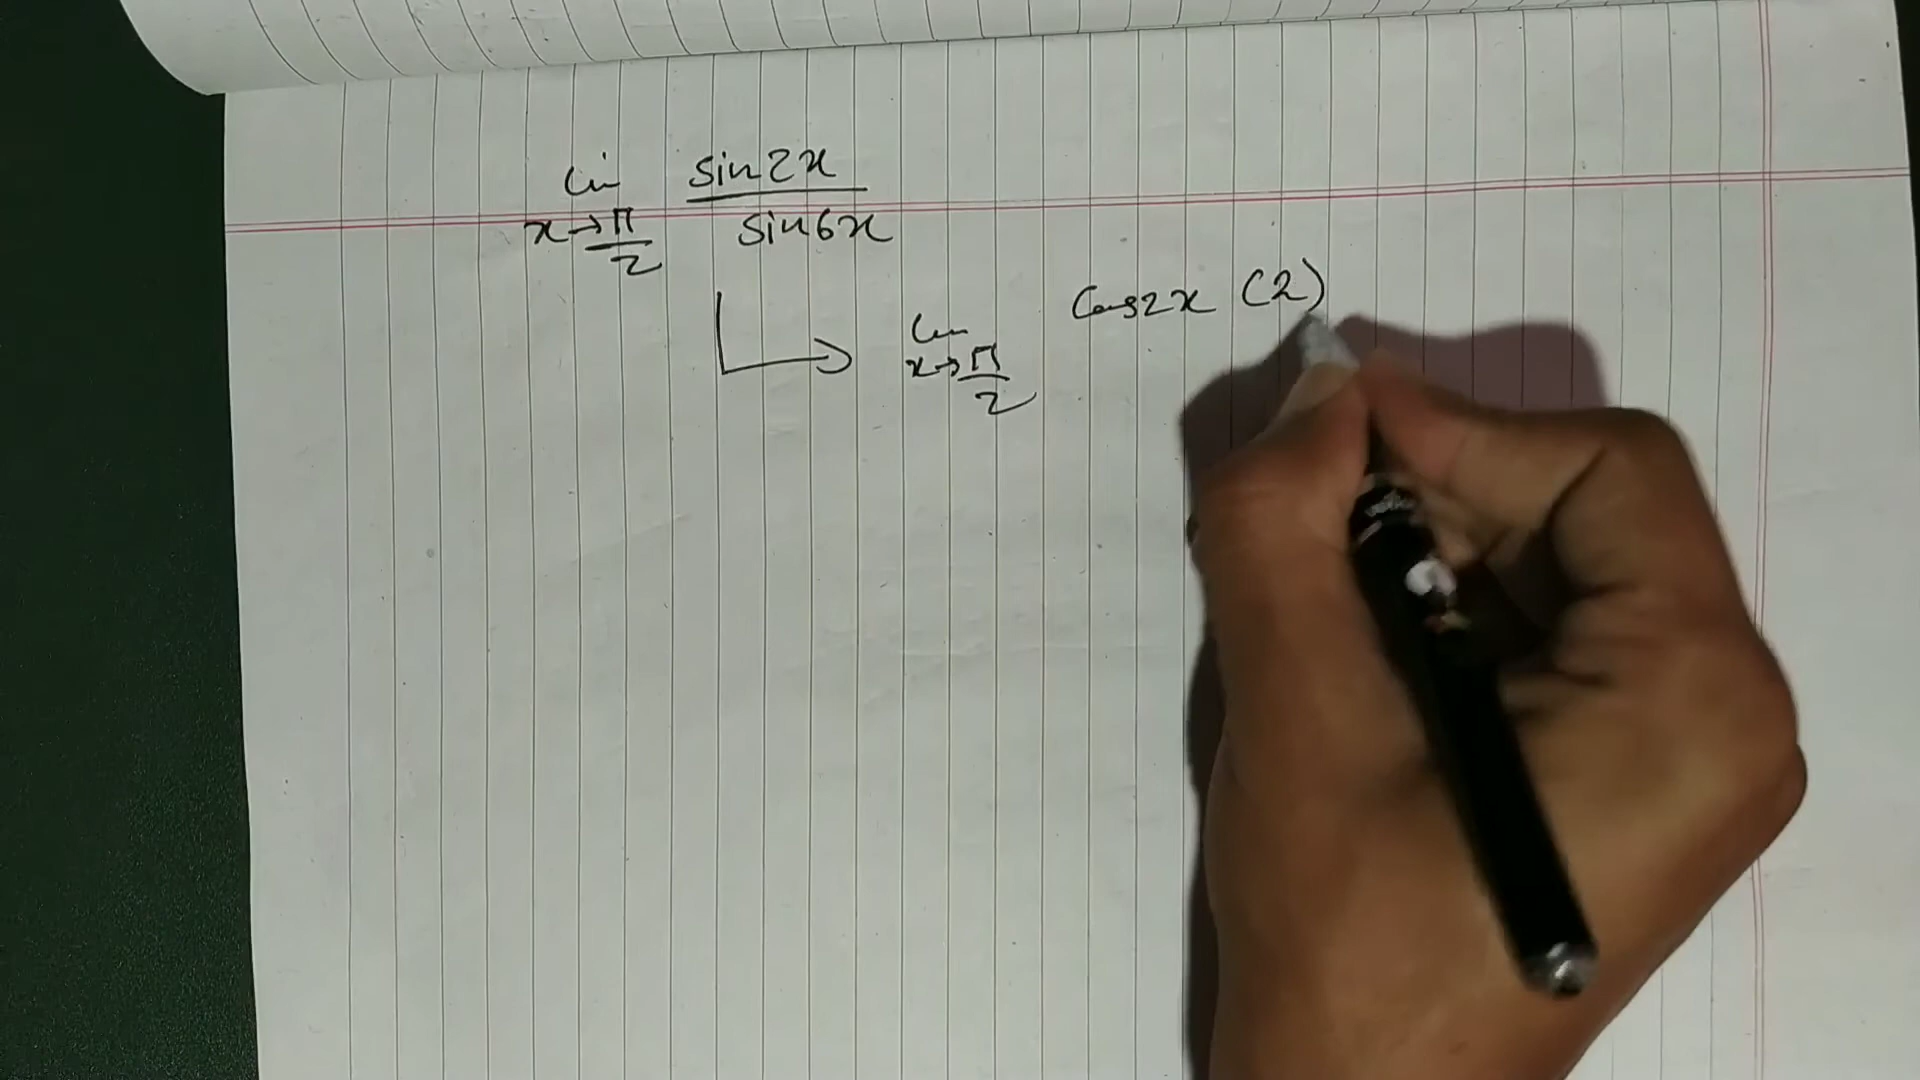 lim sin2x
x→π/2 sin6x
lim cos2x (2)
x→π/2